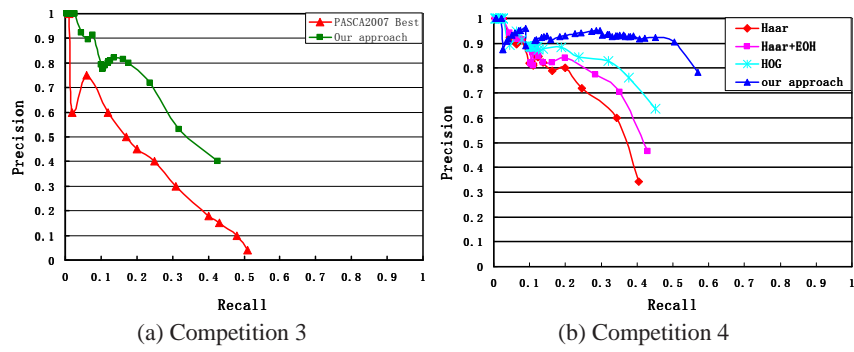 PASCA2007 Best
Our approach
Precision
1
0.9
0.8
0.7
0.6
0.5
0.4
0.3
0.2
0.1
0
0 0.1 0.2 0.3 0.4 0.5 0.6 0.7 0.8 0.9 1
Recall
(a) Competition 3
Haar
Haar+EOH
HOG
our approach
Precision
1
0.9
0.8
0.7
0.6
0.5
0.4
0.3
0.2
0.1
0
0 0.1 0.2 0.3 0.4 0.5 0.6 0.7 0.8 0.9 1
Recall
(b) Competition 4